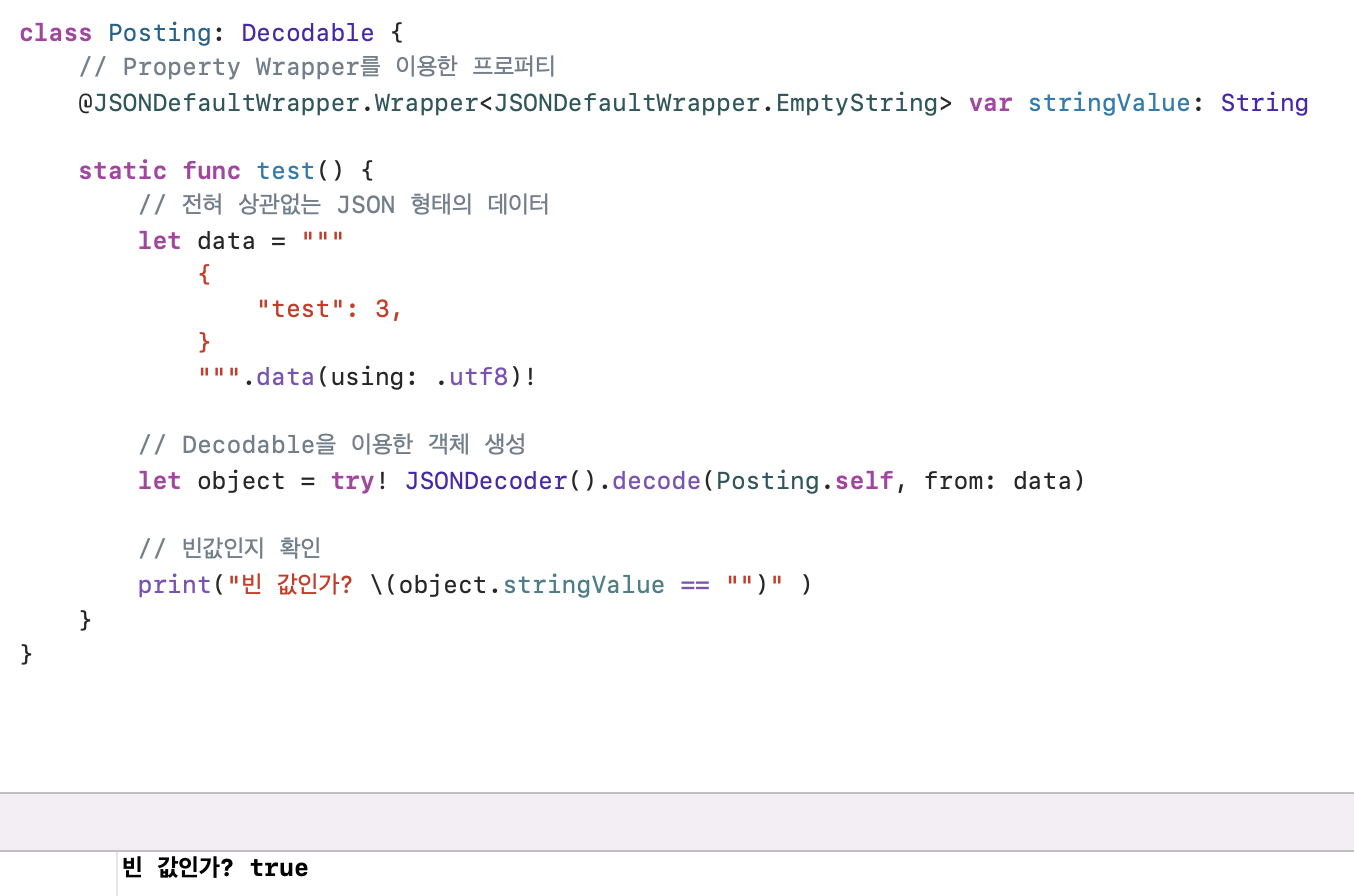 class Posting: Decodable {
    // Property Wrapper를 이용한 프로퍼티
    @JSONDefaultWrapper.Wrapper<JSONDefaultWrapper.EmptyString> var stringValue: String

    static func test() {
        // 전혀 상관없는 JSON 형태의 데이터
        let data = """
            {
                "test": 3,
            }
            """.data(using: .utf8)!

        // Decodable을 이용한 객체 생성
        let object = try! JSONDecoder().decode(Posting.self, from: data)

        // 빈값인지 확인
        print("빈 값인가? \(object.stringValue == "")" )
    }
}
빈 값인가? true